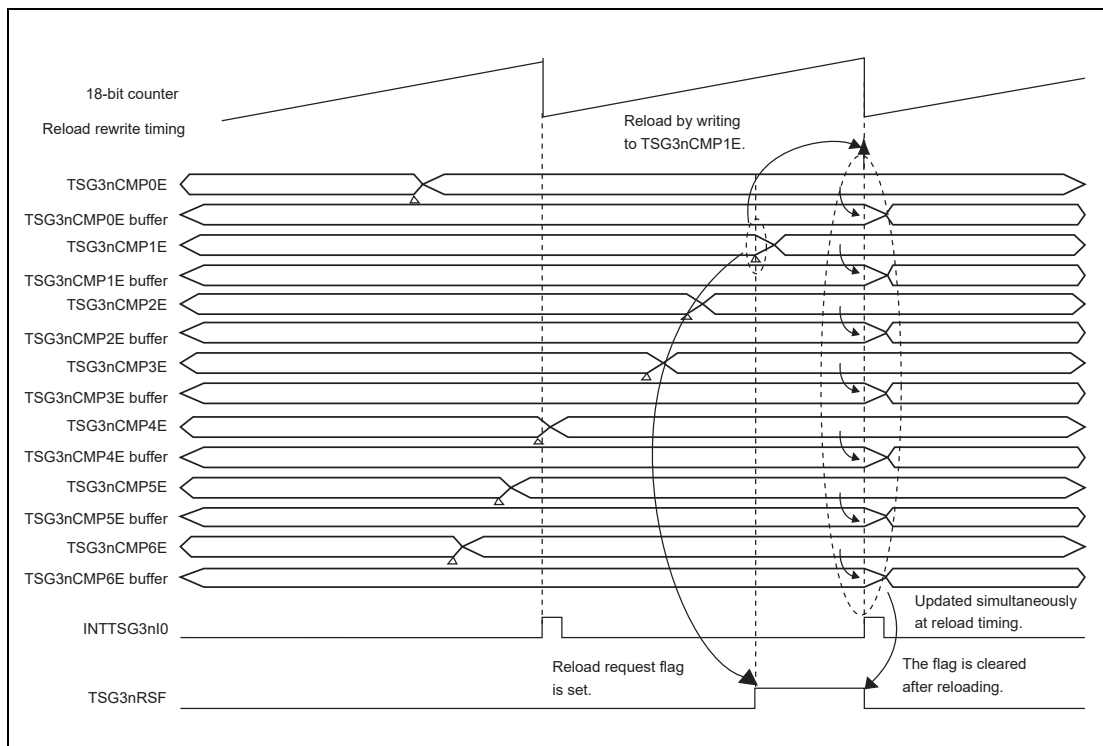 18-bit counter
Reload rewrite timing
Reload by writing
to TSG3nCMP1E.
TSG3nCMP0E
TSG3nCMP0E buffer
TSG3nCMP1E
TSG3nCMP1E buffer
TSG3nCMP2E
TSG3nCMP2E buffer
TSG3nCMP3E
TSG3nCMP3E buffer
TSG3nCMP4E
TSG3nCMP4E buffer
TSG3nCMP5E
TSG3nCMP5E buffer
TSG3nCMP6E
TSG3nCMP6E buffer
Updated simultaneously
at reload timing.
INTTSG3nI0
Reload request flag
is set.
The flag is cleared
after reloading.
TSG3nRSF